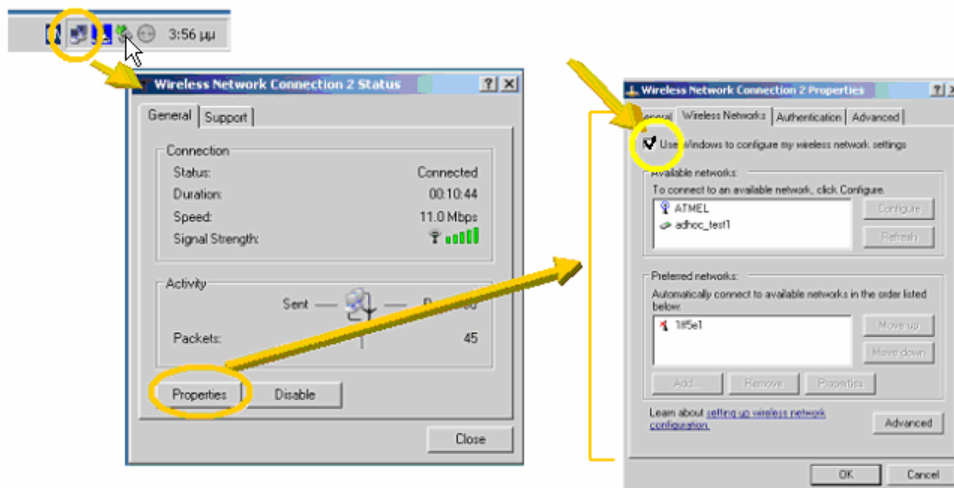 3:56 μμ
Wireless Network Connection 2 Status
General Support
Connection
Status: Connected
Duration: 00:10:44
Speed: 11.0 Mbps
Signal Strength:
Activity
Sent
Packets: 45
Properties Disable
Close
Wireless Network Connection 2 Properties
Wireless Networks Authentication Advanced
Use Windows to configure my wireless network settings
Available networks:
To connect to an available network, click Configure.
ATMEL
adhoc_test1
Configure
Refresh
Preferred networks:
Automatically connect to available networks in the order listed
below:
1ff5e1
Move up
Move down
Add... Remove Properties
Learn about setting up wireless network
configuration.
Advanced
OK Cancel